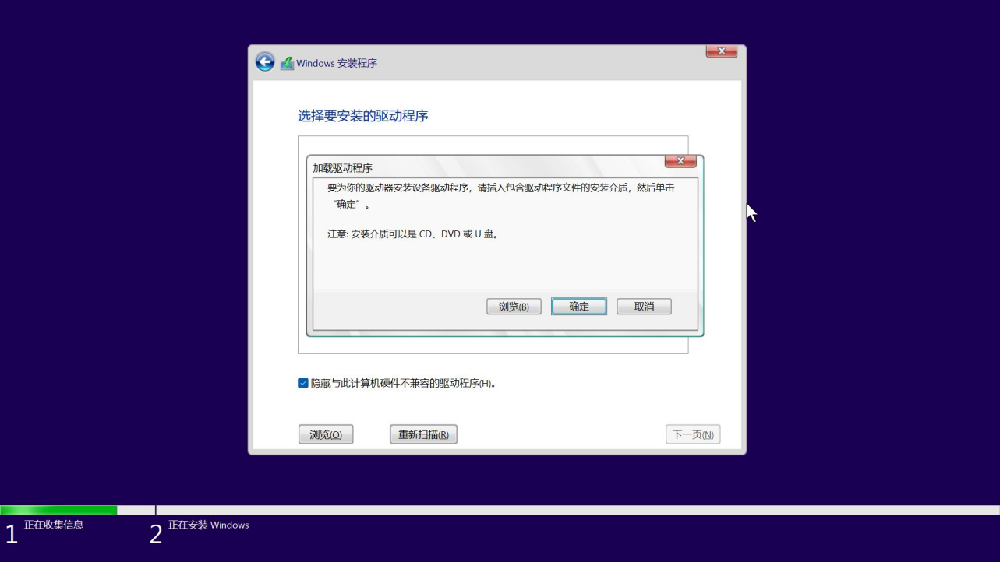 Windows 安装程序
选择要安装的驱动程序
加载驱动程序
要为你的驱动器安装设备驱动程序，请插入包含驱动程序文件的安装介质，然后单击
“确定”。
注意: 安装介质可以是 CD、DVD 或 U 盘。
浏览(B)
确定
取消
隐藏与此计算机硬件不兼容的驱动程序(H)。
浏览(O)
重新扫描(R)
下一页(N)
1 正在收集信息
2 正在安装 Windows